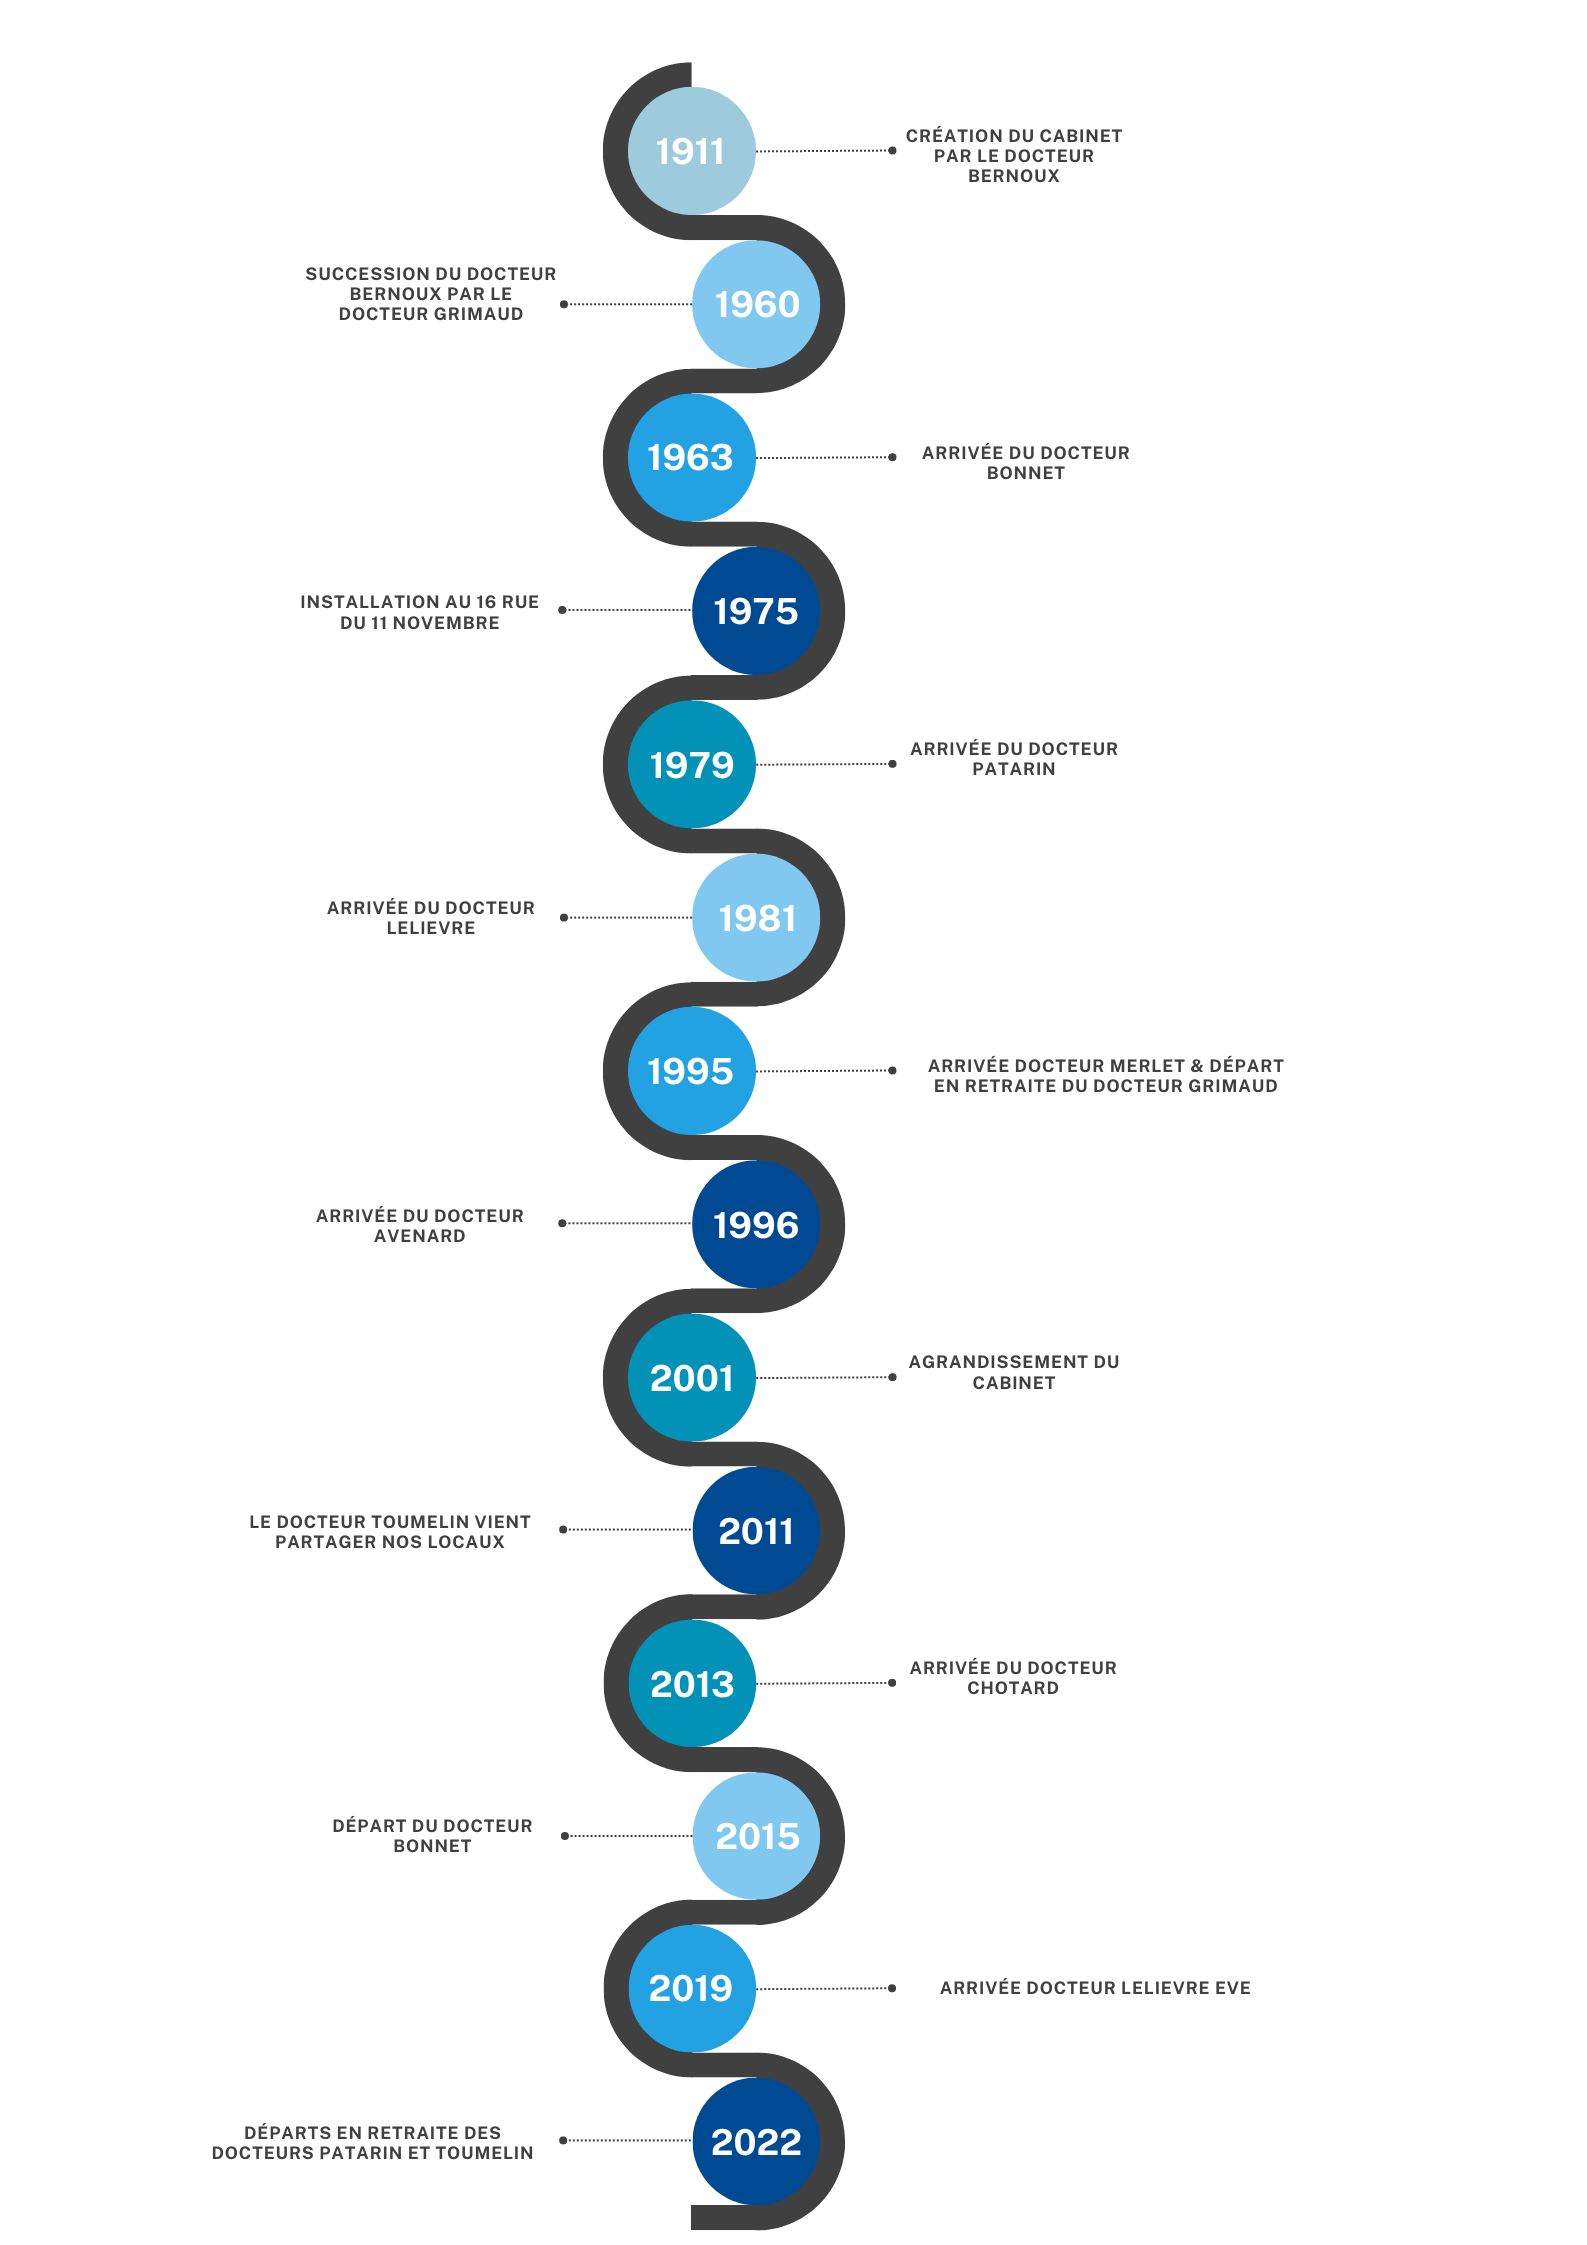 1911
CRÉATION DU CABINET
PAR LE DOCTEUR
BERNOUX
SUCCESSION DU DOCTEUR
BERNOUX PAR LE
DOCTEUR GRIMAUD
1960
1963
ARRIVÉE DU DOCTEUR
BONNET
INSTALLATION AU 16 RUE
DU 11 NOVEMBRE
1975
1979
ARRIVÉE DU DOCTEUR
PATARIN
ARRIVÉE DU DOCTEUR
LELIEVRE
1981
1995
ARRIVÉE DOCTEUR MERLET & DÉPART
EN RETRAITE DU DOCTEUR GRIMAUD
ARRIVÉE DU DOCTEUR
AVENARD
1996
2001
AGRANDISSEMENT DU
CABINET
LE DOCTEUR TOUMELIN VIENT
PARTAGER NOS LOCAUX
2011
2013
ARRIVÉE DU DOCTEUR
CHOTARD
DÉPART DU DOCTEUR
BONNET
2015
2019
ARRIVÉE DOCTEUR LELIEVRE EVE
DÉPARTS EN RETRAITE DES
DOCTEURS PATARIN ET TOUMELIN
2022